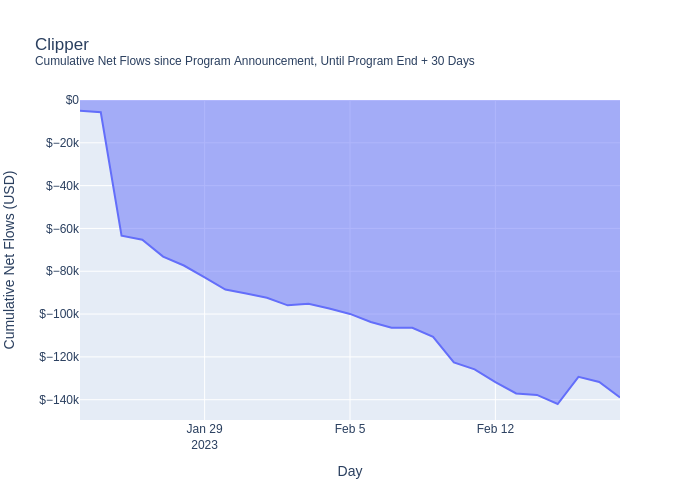 Clipper
Cumulative Net Flows since Program Announcement, Until Program End + 30 Days
Cumulative Net Flows (USD)
$0
$−20k
$−40k
$−60k
$−80k
$−100k
$−120k
$−140k
Jan 29
2023
Feb 5
Feb 12
Day